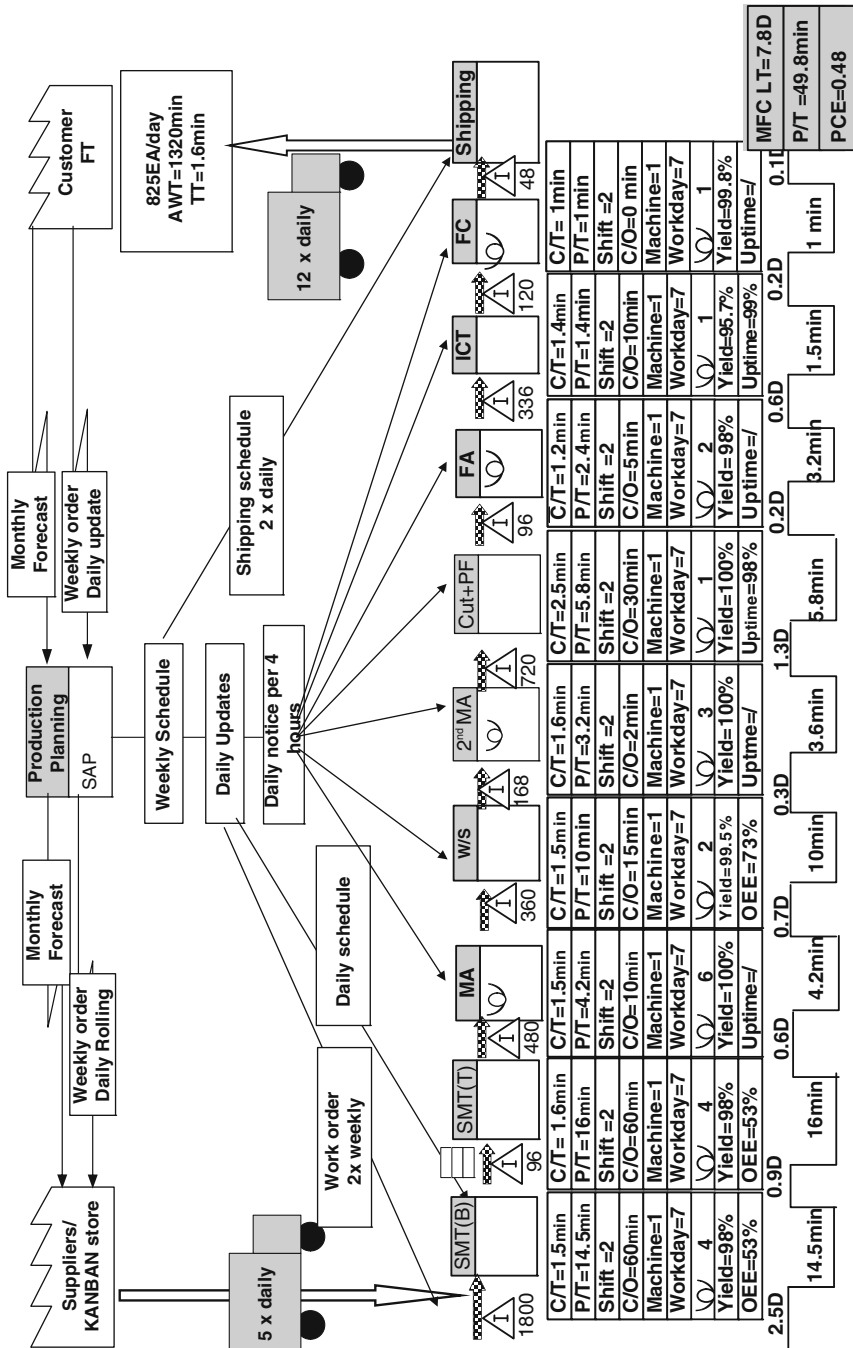 Suppliers/
KANBAN store
Monthly
Forecast
Weekly order
Daily Rolling
Production
Planning
SAP
Monthly
Forecast
Weekly order
Daily update
Customer
FT
5 x daily
Work order
2x weekly
Daily schedule
Weekly Schedule
Daily Updates
Daily notice per 4
hours
Shipping schedule
2 x daily
12 x daily
825EA/day
AWT=1320min
TT=1.6min
I
1800
SMT(B)
I
96
SMT(T)
I
480
MA
I
360
W/S
I
168
2nd MA
I
720
Cut+PF
I
96
FA
I
336
ICT
I
120
FC
I
48
Shipping
C/T=1.5min
P/T=14.5min
Shift =2
C/O=60min
Machine=1
Workday=7
4
Yield=98%
OEE=53%
C/T= 1.6min
P/T=16min
Shift =2
C/O=60min
Machine=1
Workday=7
4
Yield=98%
OEE=53%
C/T=1.5min
P/T=4.2min
Shift =2
C/O=10min
Machine=1
Workday=7
6
Yield=100%
Uptime=/
C/T=1.5min
P/T=10min
Shift =2
C/O=15min
Machine=1
Workday=7
2
Yield=99.5%
OEE=73%
C/T=1.6min
P/T=3.2min
Shift =2
C/O=2min
Machine=1
Workday=7
3
Yield=100%
Uptme=/
C/T=2.5min
P/T=5.8min
Shift =2
C/O=30min
Machine=1
Workday=7
1
Yield=100%
Uptime=98%
C/T=1.2min
P/T=2.4min
Shift =2
C/O=5min
Machine=1
Workday=7
2
Yield=98%
Uptime=/
C/T=1.4min
P/T=1.4min
Shift =2
C/O=10min
Machine=1
Workday=7
1
Yield=95.7%
Uptime=99%
C/T= 1min
P/T=1min
Shift =2
C/O=0 min
Machine=1
Workday=7
1
Yield=99.8%
Uptime=/
2.5D
14.5min
0.9D
16min
0.6D
4.2min
0.7D
10min
0.3D
3.6min
1.3D
5.8min
0.2D
3.2min
0.6D
1.5min
0.2D
1 min
0.1D
MFC LT=7.8D
P/T =49.8min
PCE=0.48